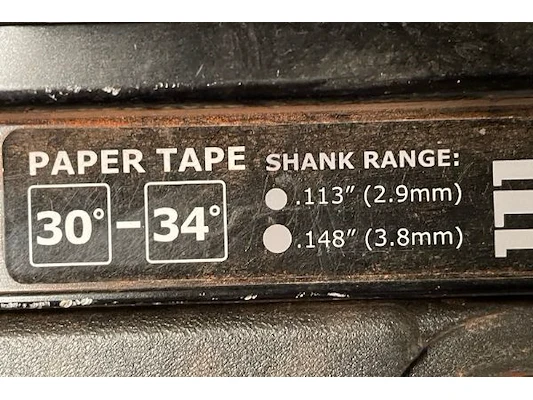 PAPER TAPE
30° – 34°
SHANK RANGE:
.113” (2.9mm)
.148” (3.8mm)